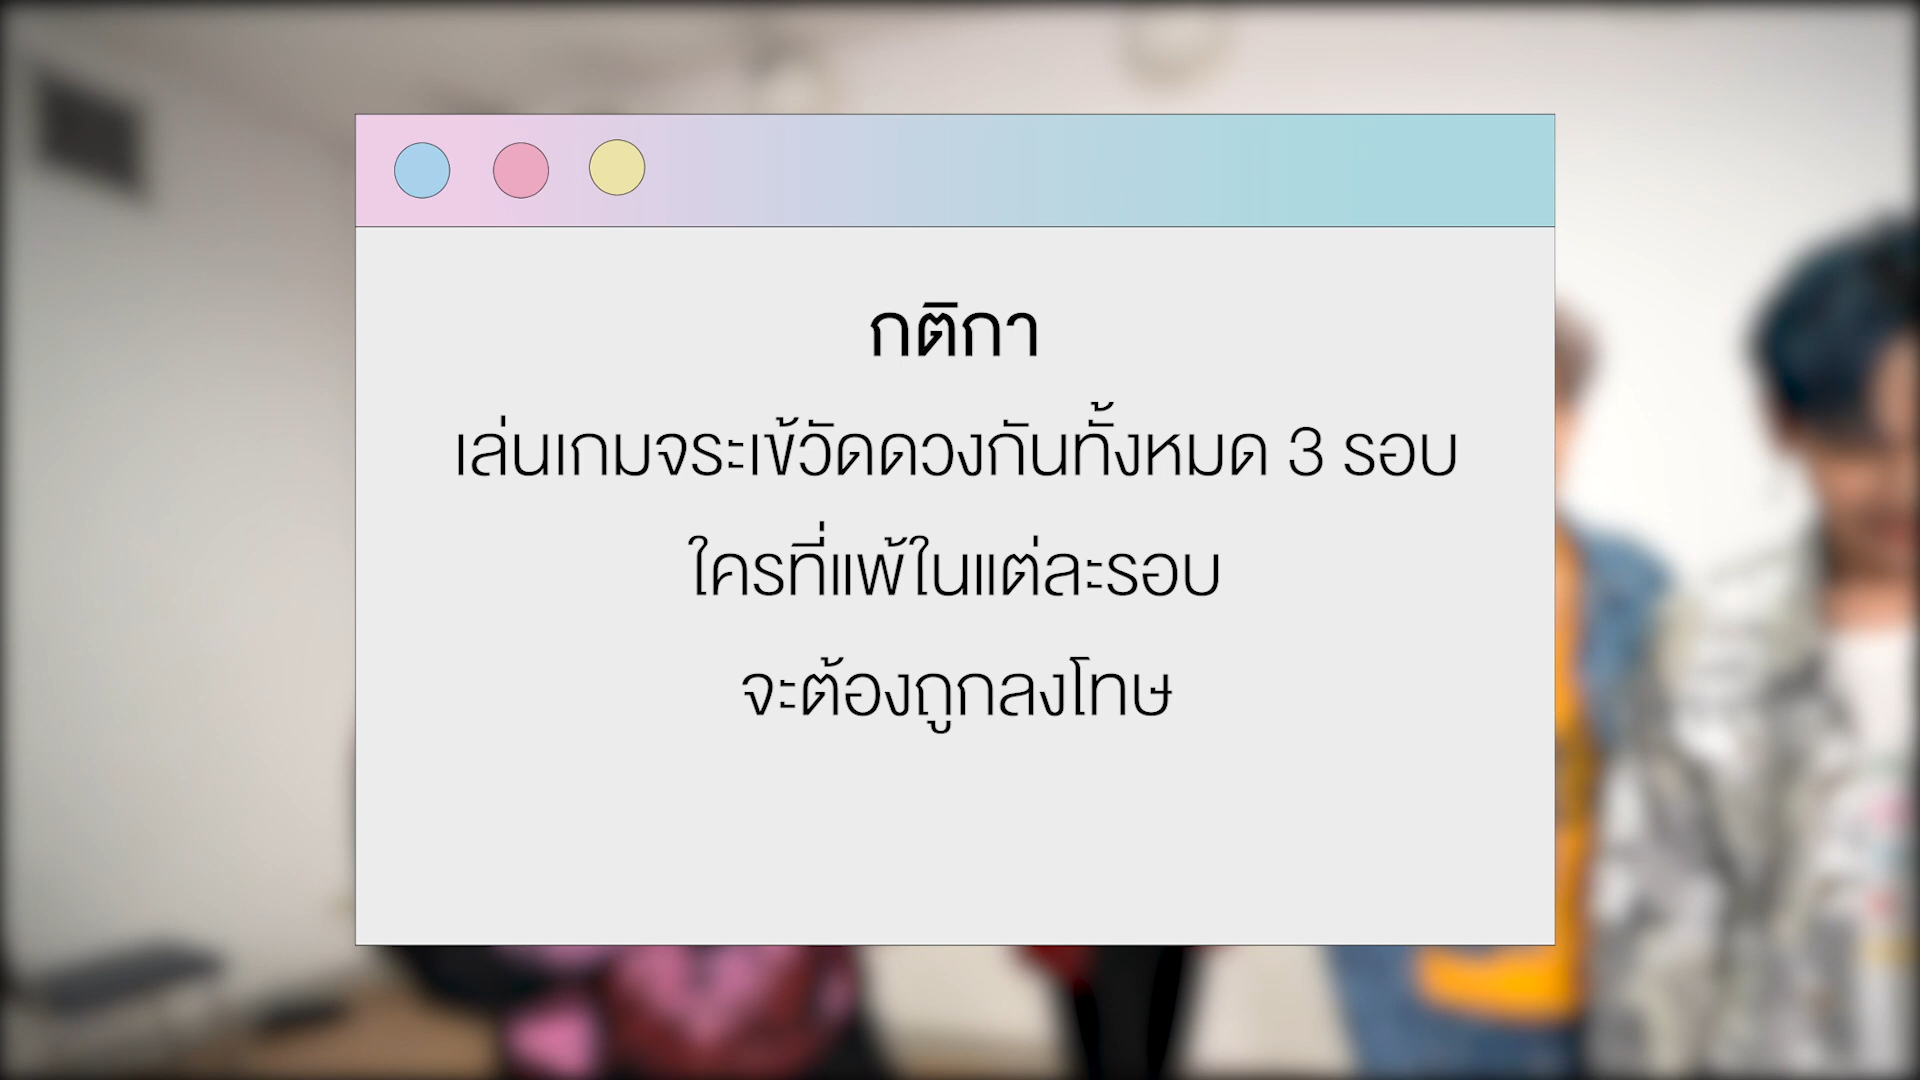 กติกา
เล่นเกมจระเข้วัดดวงกันทั้งหมด 3 รอบ
ใครที่แพ้ในแต่ละรอบ
จะต้องถูกลงโทษ